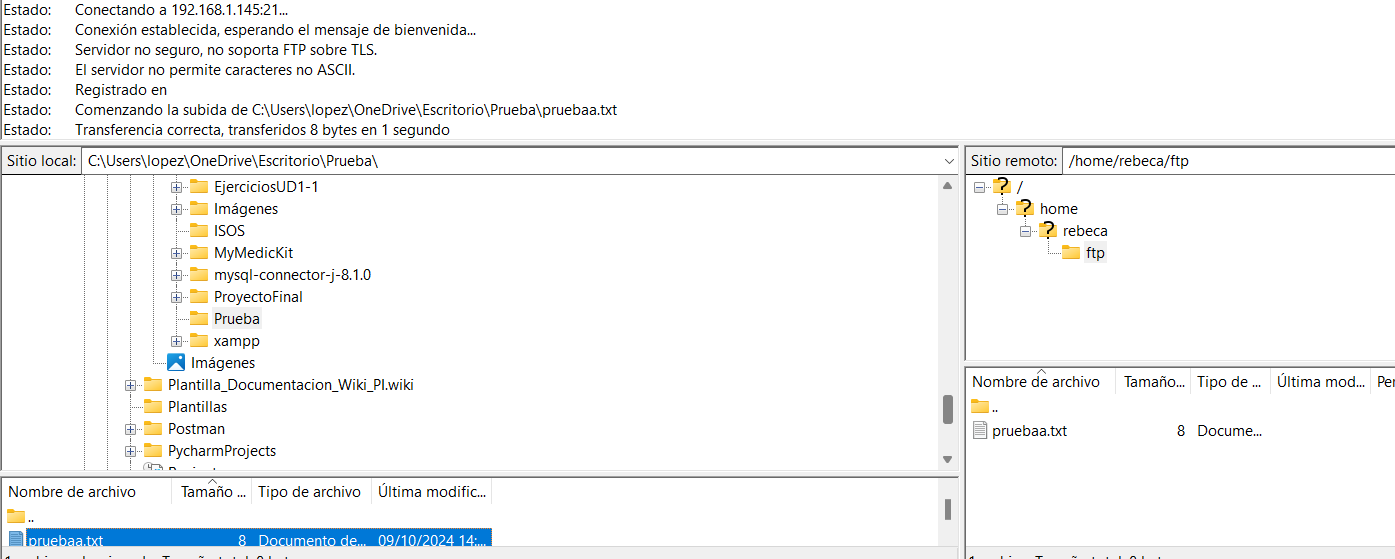 Estado: Conectando a 192.168.1.145:21...
Estado: Conexión establecida, esperando el mensaje de bienvenida...
Estado: Servidor no seguro, no soporta FTP sobre TLS.
Estado: El servidor no permite caracteres no ASCII.
Estado: Registrado en
Estado: Comenzando la subida de C:\Users\lopez\OneDrive\Escritorio\Prueba\pruebaa.txt
Estado: Transferencia correcta, transferidos 8 bytes en 1 segundo
Sitio local: C:\Users\lopez\OneDrive\Escritorio\Prueba\
EjerciciosUD1-1
Imágenes
ISOS
MyMedicKit
mysql-connector-j-8.1.0
ProyectoFinal
Prueba
xampp
Imágenes
Plantilla_Documentacion_Wiki_PI.wiki
Plantillas
Postman
PycharmProjects
Nombre de archivo Tamaño ... Tipo de archivo Última modific...
..
pruebaa.txt 8 Documento de... 09/10/2024 14:...
Sitio remoto: /home/rebeca/ftp
/
home
rebeca
ftp
Nombre de archivo Tamaño... Tipo de ... Última mod... Per
..
pruebaa.txt 8 Docume...